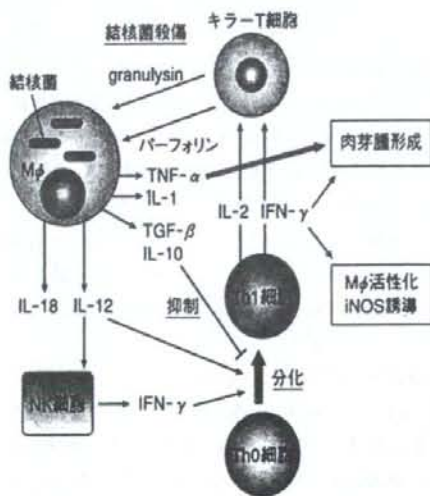 結核菌殺傷
キラーT細胞
結核菌
granulysin
パーフォリン
Mφ
TNF-α
IL-1
TGF-β
IL-10
肉芽腫形成
IL-2
IFN-γ
Th1細胞
Mφ活性化
iNOS誘導
IL-18
IL-12
抑制
分化
NK細胞
IFN-γ
Th0細胞